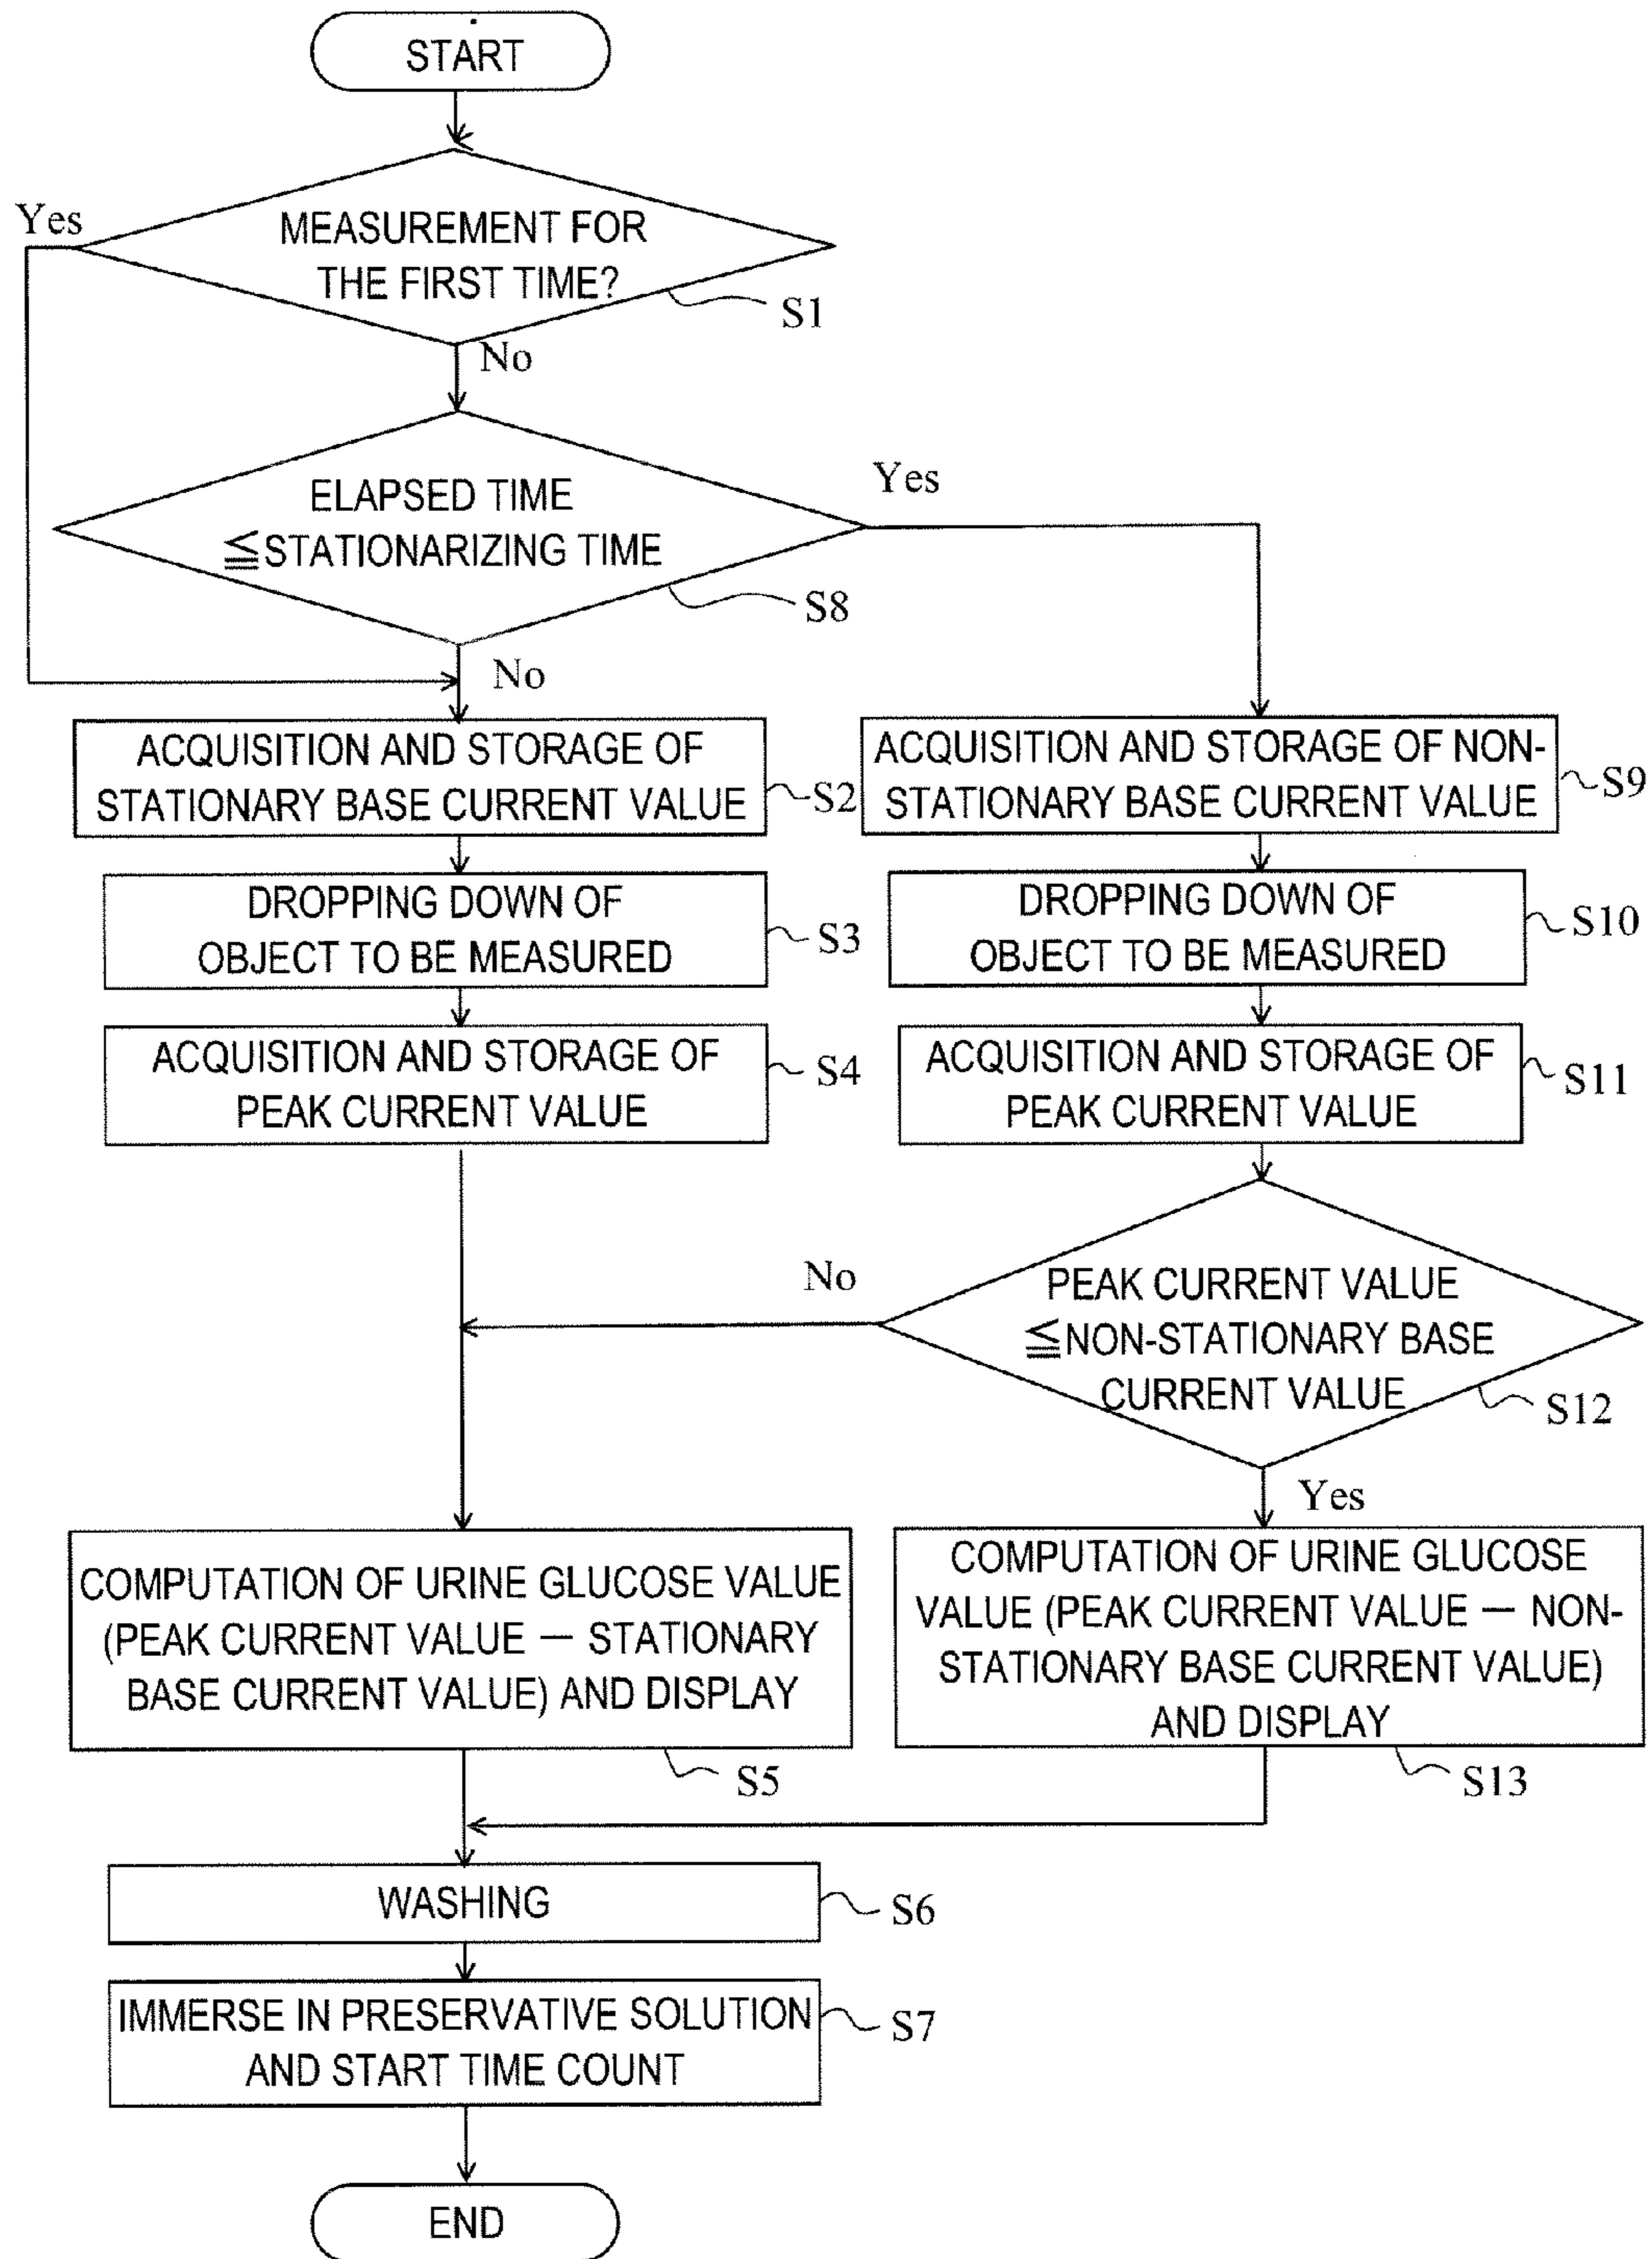 START
Yes
MEASUREMENT FOR
THE FIRST TIME?
S1
No
ELAPSED TIME
≦STATIONARIZING TIME
Yes
S8
No
ACQUISITION AND STORAGE OF
STATIONARY BASE CURRENT VALUE
S2
ACQUISITION AND STORAGE OF NON-
STATIONARY BASE CURRENT VALUE
S9
DROPPING DOWN OF
OBJECT TO BE MEASURED
S3
DROPPING DOWN OF
OBJECT TO BE MEASURED
S10
ACQUISITION AND STORAGE OF
PEAK CURRENT VALUE
S4
ACQUISITION AND STORAGE OF
PEAK CURRENT VALUE
S11
No
PEAK CURRENT VALUE
≦NON-STATIONARY BASE
CURRENT VALUE
S12
Yes
COMPUTATION OF URINE GLUCOSE VALUE
(PEAK CURRENT VALUE — STATIONARY
BASE CURRENT VALUE) AND DISPLAY
S5
COMPUTATION OF URINE GLUCOSE
VALUE (PEAK CURRENT VALUE — NON-
STATIONARY BASE CURRENT VALUE)
AND DISPLAY
S13
WASHING
S6
IMMERSE IN PRESERVATIVE SOLUTION
AND START TIME COUNT
S7
END